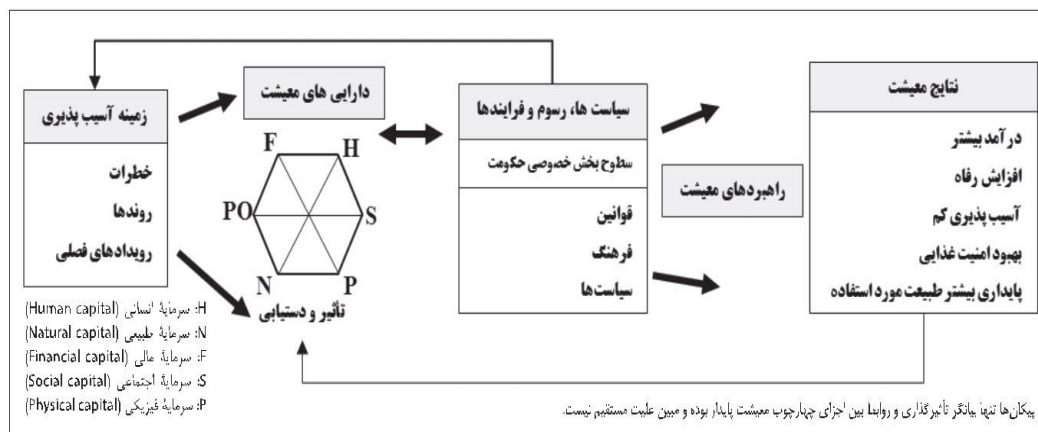 زمینه آسیب پذیری
خطرات
روندها
رویدادهای فصلی
دارایی های معیشت
F
H
PO
S
N
P
تأثیر و دستیابی
سیاست ها، رسوم و فرایندها
سطوح بخش خصوصی حکومت
قوانین
فرهنگ
سیاست‌ها
راهبردهای معیشت
نتایج معیشت
درآمد بیشتر
افزایش رفاه
آسیب پذیری کم
بهبود امنیت غذایی
پایداری بیشتر طبیعت مورد استفاده
H: سرمایهٔ انسانی (Human capital)
N: سرمایهٔ طبیعی (Natural capital)
F: سرمایهٔ مالی (Financial capital)
S: سرمایهٔ اجتماعی (Social capital)
P: سرمایهٔ فیزیکی (Physical capital)
پیکان‌ها تنها بیانگر تأثیرگذاری و روابط بین اجزای چهارچوب معیشت پایدار بوده و مبین علیت مستقیم نیست.